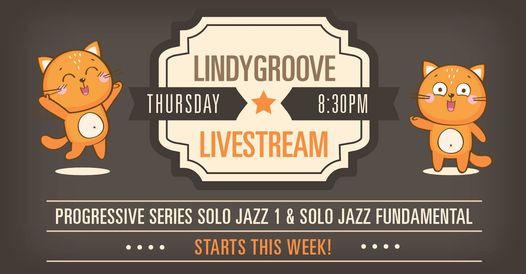 LINDYGROOVE
THURSDAY 8:30PM
LIVESTREAM
PROGRESSIVE SERIES SOLO JAZZ 1 & SOLO JAZZ FUNDAMENTAL
STARTS THIS WEEK!